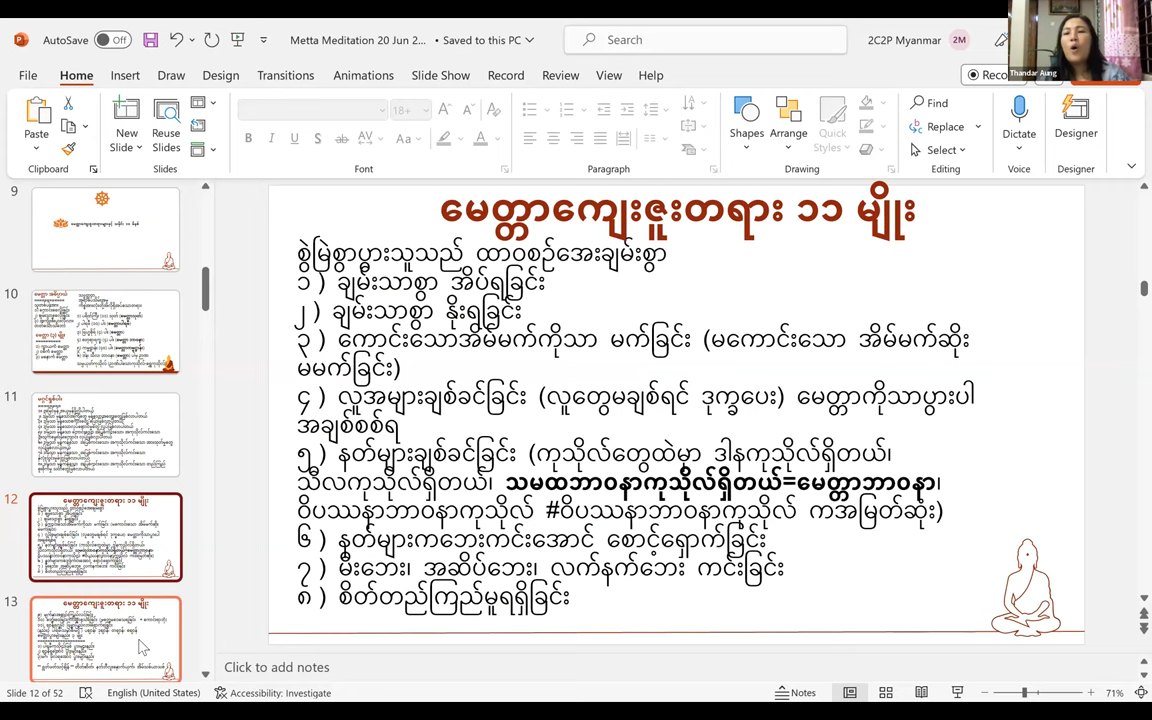 AutoSave Off Metta Meditation 20 Jun 2... • Saved to this PC Search 2C2P Myanmar 2M
Thandar Aung
File Home Insert Draw Design Transitions Animations Slide Show Record Review View Help
Paste New Slide Reuse Slides 18+ Shapes Arrange Quick Styles Find Replace Select Dictate Designer
Clipboard Slides Font Paragraph Drawing Editing Voice Designer
9
10
11
12
13
မေတ္တာကျေးဇူးတရား ၁၁ မျိုး
စွဲမြဲစွာပွားသူသည် ထာဝစဉ်အေးချမ်းစွာ
၁ ) ချမ်းသာစွာ အိပ်ရခြင်း
၂ ) ချမ်းသာစွာ နိုးရခြင်း
၃ ) ကောင်းသောအိမ်မက်ကိုသာ မက်ခြင်း (မကောင်းသော အိမ်မက်ဆိုး
မမက်ခြင်း)
၄ ) လူအများချစ်ခင်ခြင်း (လူတွေမချစ်ရင် ဒုက္ခပေး) မေတ္တာကိုသာပွားပါ
အချစ်စစ်ရ
၅ ) နတ်များချစ်ခင်ခြင်း (ကုသိုလ်တွေထဲမှာ ဒါနကုသိုလ်ရှိတယ်၊
သီလကုသိုလ်ရှိတယ်၊ သမထဘာဝနာကုသိုလ်ရှိတယ်=မေတ္တာဘာဝနာ၊
ဝိပဿနာဘာဝနာကုသိုလ် #ဝိပဿနာဘာဝနာကုသိုလ် ကအမြတ်ဆုံး)
၆ ) နတ်များကဘေးကင်းအောင် စောင့်ရှောက်ခြင်း
၇ ) မီးဘေး၊ အဆိပ်ဘေး၊ လက်နက်ဘေး ကင်းခြင်း
၈ ) စိတ်တည်ကြည်မှုရရှိခြင်း
Click to add notes
Slide 12 of 52 English (United States) Accessibility: Investigate Notes 71%